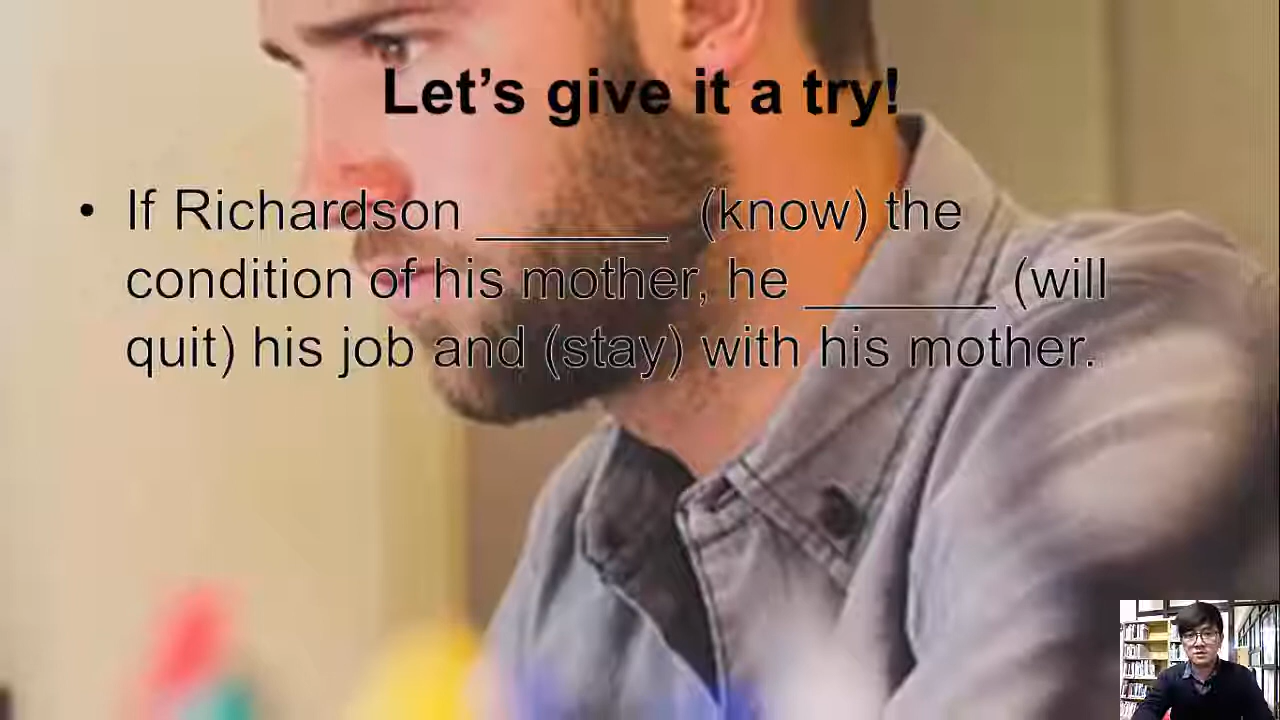 Let’s give it a try!
• If Richardson _______ (know) the
condition of his mother, he _______ (will
quit) his job and (stay) with his mother.